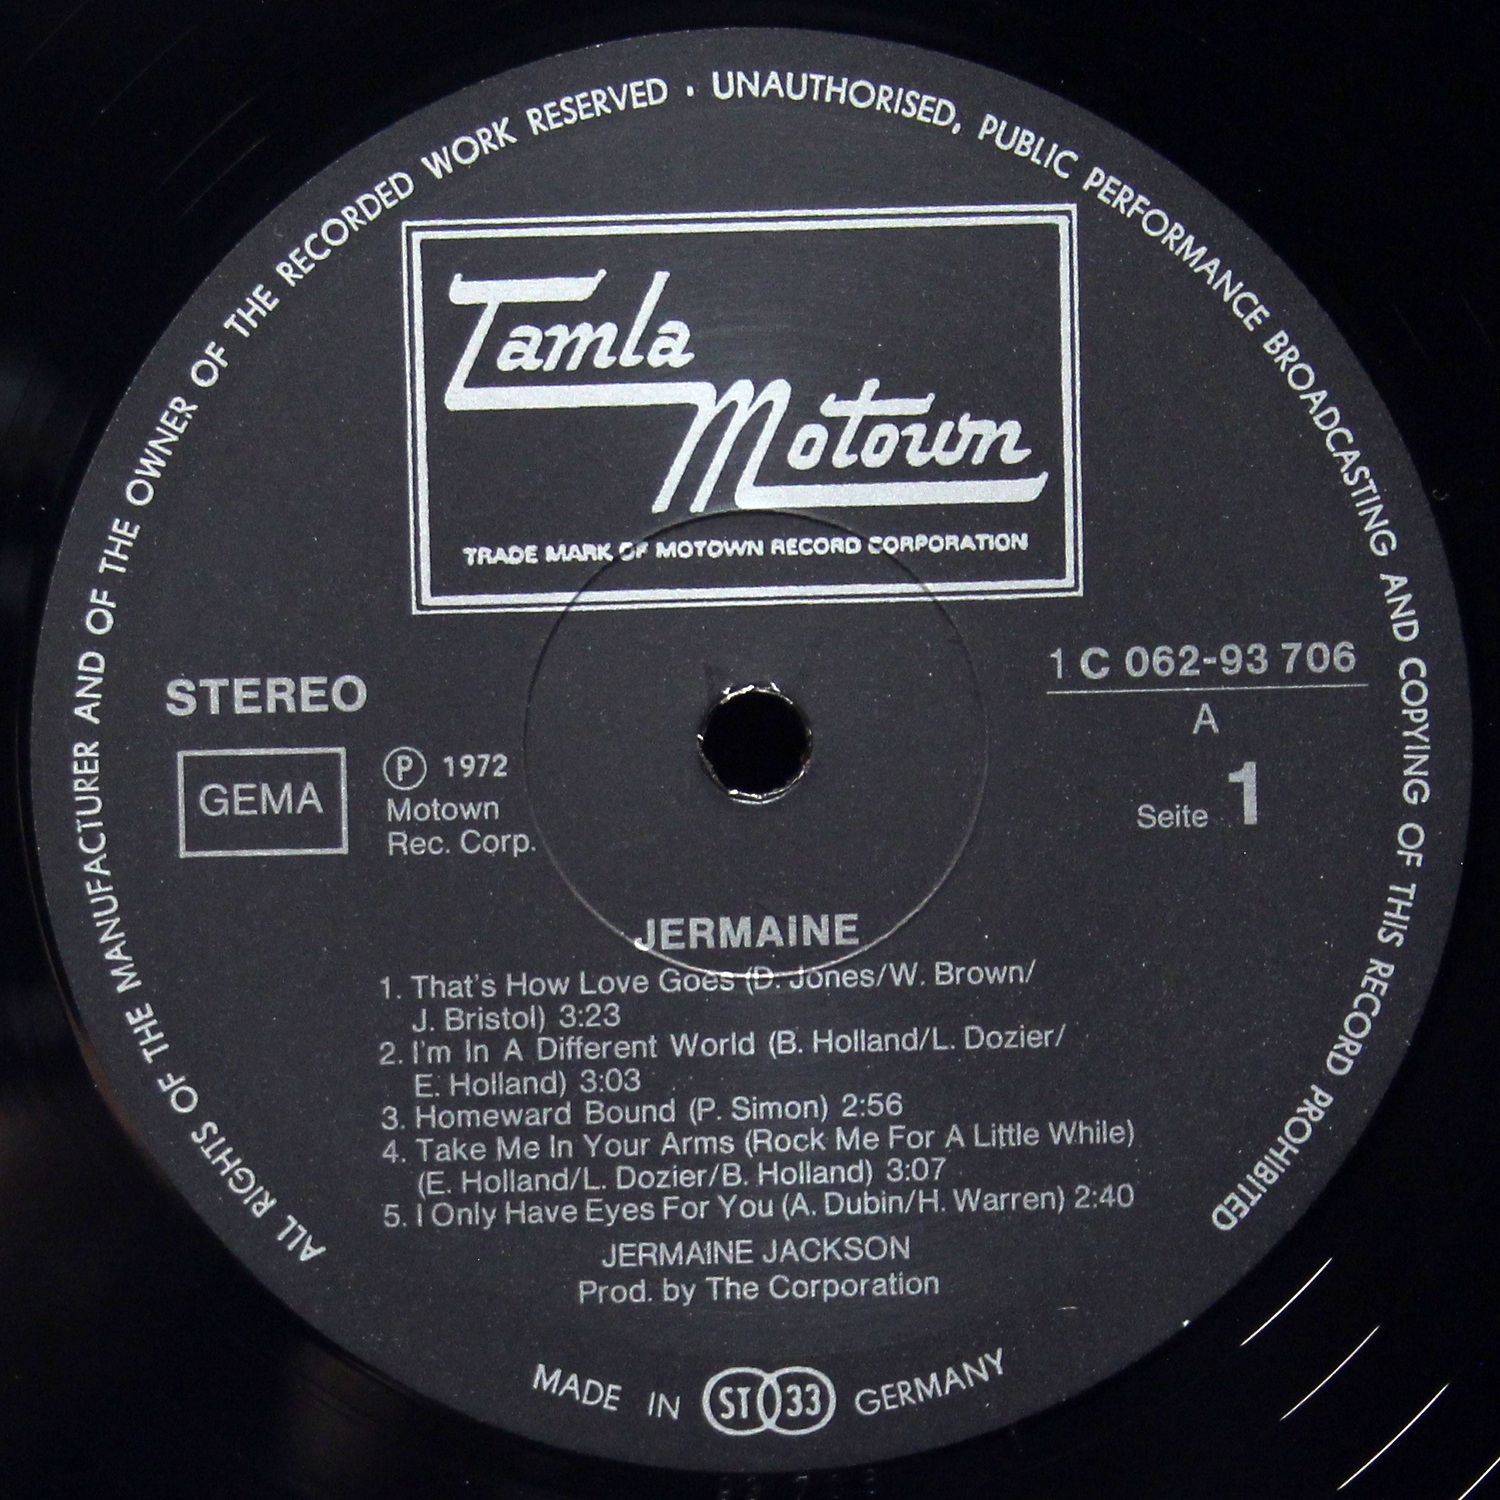 ALL RIGHTS OF THE MANUFACTURER AND OF THE OWNER OF THE RECORDED WORK RESERVED · UNAUTHORISED, PUBLIC PERFORMANCE BROADCASTING AND COPYING OF THIS RECORD PROHIBITED
Tamla
Motown
TRADE MARK OF MOTOWN RECORD CORPORATION
STEREO
GEMA
Ⓟ 1972
Motown
Rec. Corp.
1 C 062-93 706
A
Seite 1
JERMAINE
1. That's How Love Goes (D. Jones/W. Brown/
J. Bristol) 3:23
2. I'm In A Different World (B. Holland/L. Dozier/
E. Holland) 3:03
3. Homeward Bound (P. Simon) 2:56
4. Take Me In Your Arms (Rock Me For A Little While)
(E. Holland/L. Dozier/B. Holland) 3:07
5. I Only Have Eyes For You (A. Dubin/H. Warren) 2:40
JERMAINE JACKSON
Prod. by The Corporation
MADE IN ST 33 GERMANY